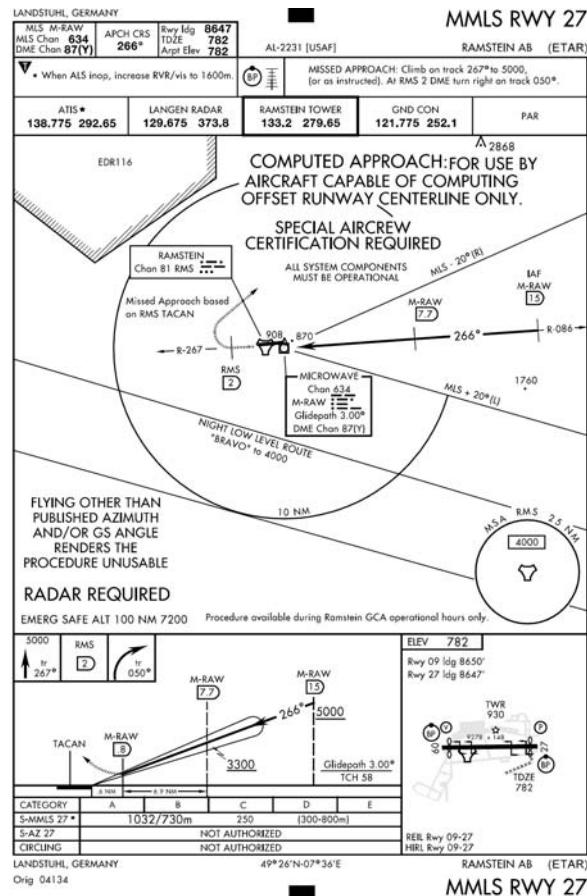 LANDSTUHL, GERMANY
MMLS RWY 27
MLS M-RAW
MLS Chan 634
DME Chan 87(Y)
APCH CRS
266°
Rwy ldg 8647
TDZE 782
Arpt Elev 782
AL-2231 [USAF]
RAMSTEIN AB (ETAR)
▼ * When ALS inop, increase RVR/vis to 1600m.
BP
MISSED APPROACH: Climb on track 267° to 5000,
(or as instructed). At RMS 2 DME turn right on track 050°.
ATIS★
138.775 292.65
LANGEN RADAR
129.675 373.8
RAMSTEIN TOWER
133.2 279.65
GND CON
121.775 252.1
PAR
EDR116
2868
COMPUTED APPROACH: FOR USE BY
AIRCRAFT CAPABLE OF COMPUTING
OFFSET RUNWAY CENTERLINE ONLY.
SPECIAL AIRCREW
CERTIFICATION REQUIRED
ALL SYSTEM COMPONENTS
MUST BE OPERATIONAL
RAMSTEIN
Chan 81 RMS
Missed Approach based
on RMS TACAN
MLS - 20°(R)
IAF
M-RAW
15
M-RAW
7.7
908
870
266°
R-086
R-267
RMS
2
MICROWAVE
Chan 634
M-RAW
Glidepath 3.00°
DME Chan 87(Y)
MLS + 20°(L)
1760
NIGHT LOW LEVEL ROUTE
"BRAVO" to 4000
10 NM
FLYING OTHER THAN
PUBLISHED AZIMUTH
AND/OR GS ANGLE
RENDERS THE
PROCEDURE UNUSABLE
MSA RMS 25 NM
4000
RADAR REQUIRED
EMERG SAFE ALT 100 NM 7200
Procedure available during Ramstein GCA operational hours only.
5000
tr
267°
RMS
2
tr
050°
M-RAW
7.7
M-RAW
15
266°
5000
M-RAW
.8
TACAN
3300
Glidepath 3.00°
TCH 58
6.9 NM
ELEV 782
Rwy 09 ldg 8650'
Rwy 27 ldg 8647'
TWR
930
BP
V
P
60
9278 x 148
27
BP
TDZE
782
REIL Rwy 09-27
HIRL Rwy 09-27
CATEGORY A B C D E
S-MMLS 27 * 1032/730m 250 (300-800m)
S-AZ 27 NOT AUTHORIZED
CIRCLING NOT AUTHORIZED
LANDSTUHL, GERMANY
49°26'N-07°36'E
RAMSTEIN AB (ETAR)
Orig 04134
MMLS RWY 27